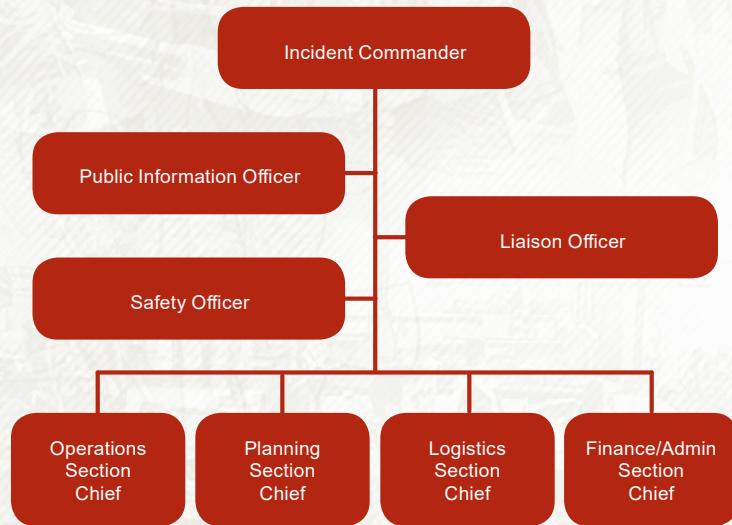 Incident Commander
Public Information Officer
Liaison Officer
Safety Officer
Operations
Section
Chief
Planning
Section
Chief
Logistics
Section
Chief
Finance/Admin
Section
Chief